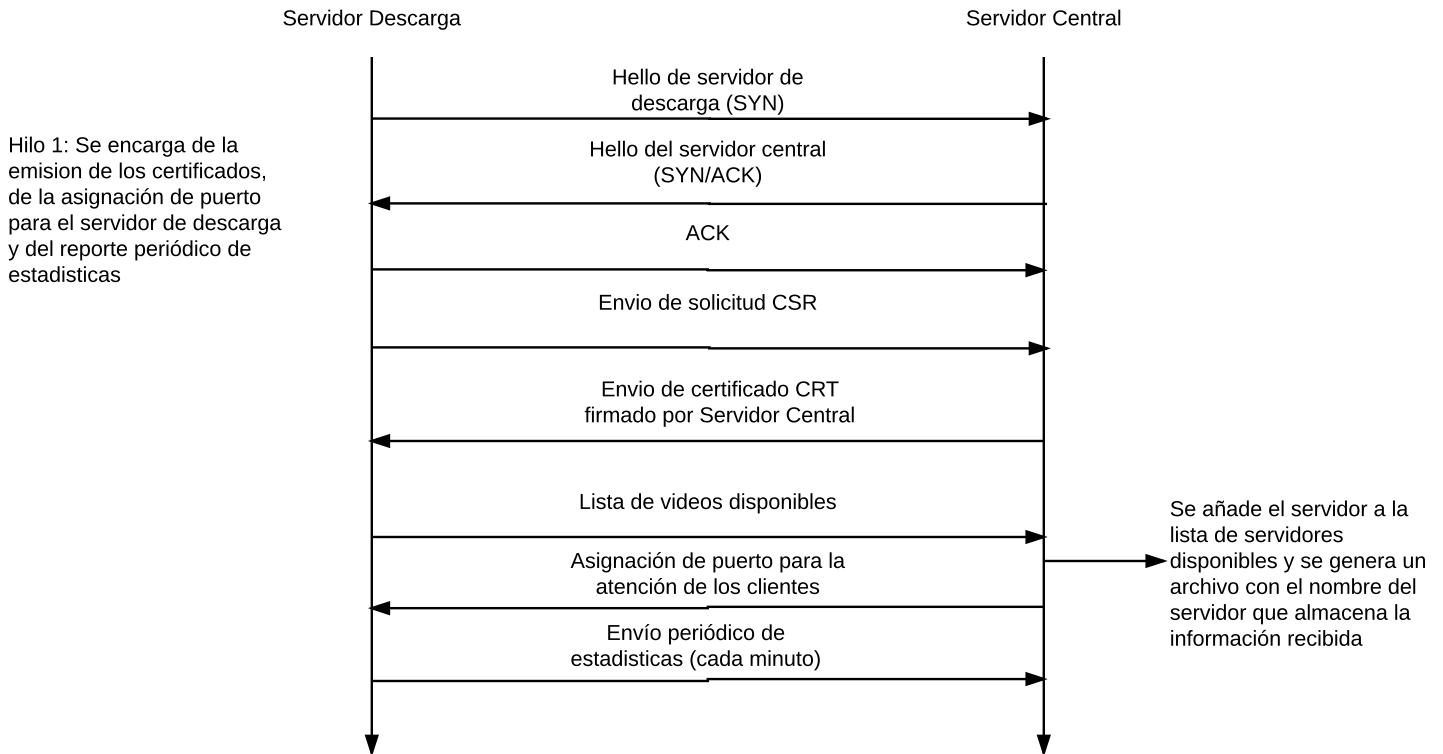 Servidor Descarga
Servidor Central
Hello de servidor de
descarga (SYN)
Hilo 1: Se encarga de la
emision de los certificados,
de la asignación de puerto
para el servidor de descarga
y del reporte periódico de
estadisticas
Hello del servidor central
(SYN/ACK)
ACK
Envio de solicitud CSR
Envio de certificado CRT
firmado por Servidor Central
Lista de videos disponibles
Se añade el servidor a la
lista de servidores
disponibles y se genera un
archivo con el nombre del
servidor que almacena la
información recibida
Asignación de puerto para la
atención de los clientes
Envío periódico de
estadisticas (cada minuto)